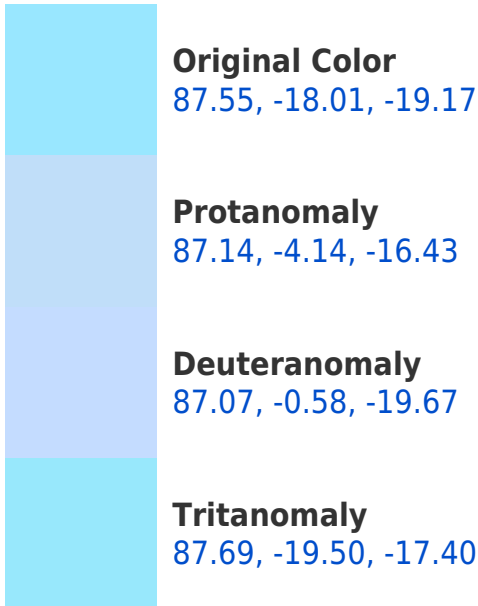 Original Color
87.55, -18.01, -19.17
Protanomaly
87.14, -4.14, -16.43
Deuteranomaly
87.07, -0.58, -19.67
Tritanomaly
87.69, -19.50, -17.40